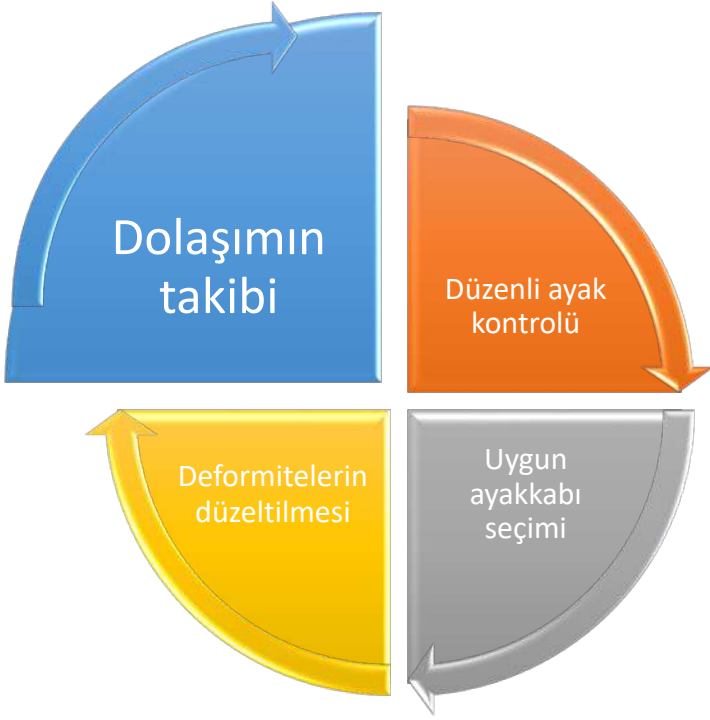 Dolaşımın
takibi
Düzenli ayak
kontrolü
Deformitelerin
düzeltilmesi
Uygun
ayakkabı
seçimi